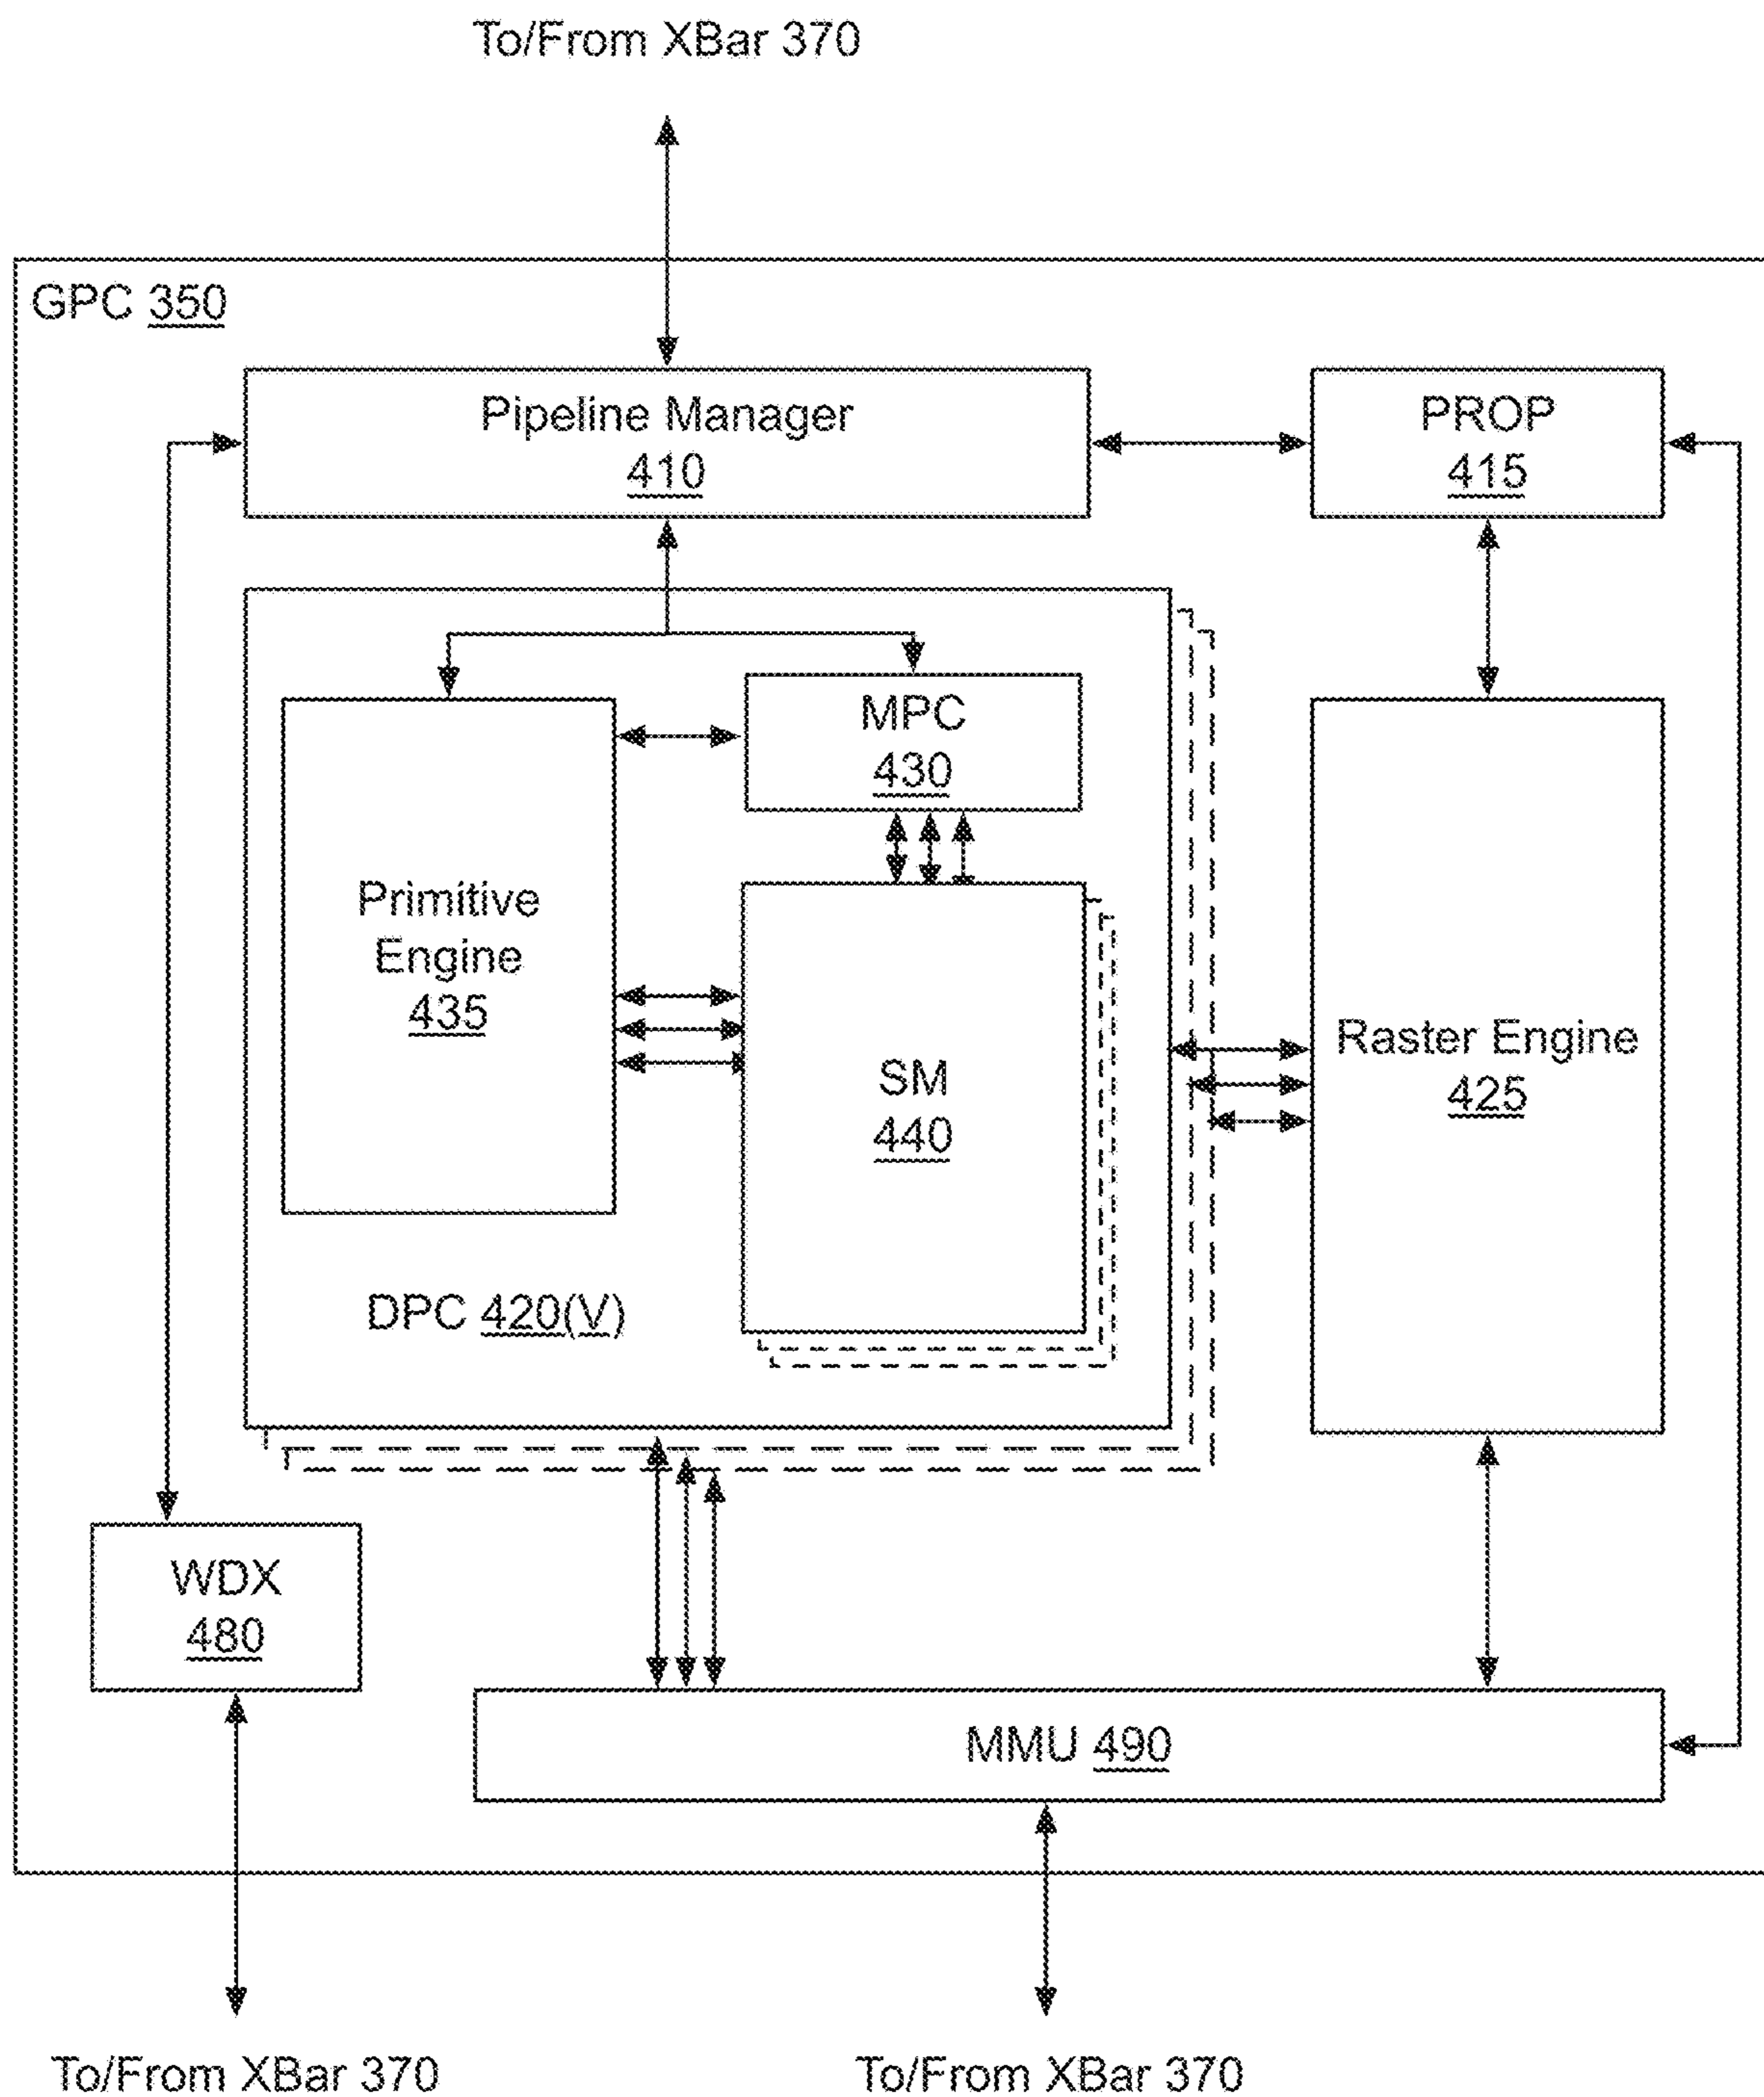 To/From XBar 370
GPC 350
Pipeline Manager
410
PROP
415
MPC
430
Primitive
Engine
435
SM
440
Raster Engine
425
DPC 420(V)
WDX
480
MMU 490
To/From XBar 370
To/From XBar 370